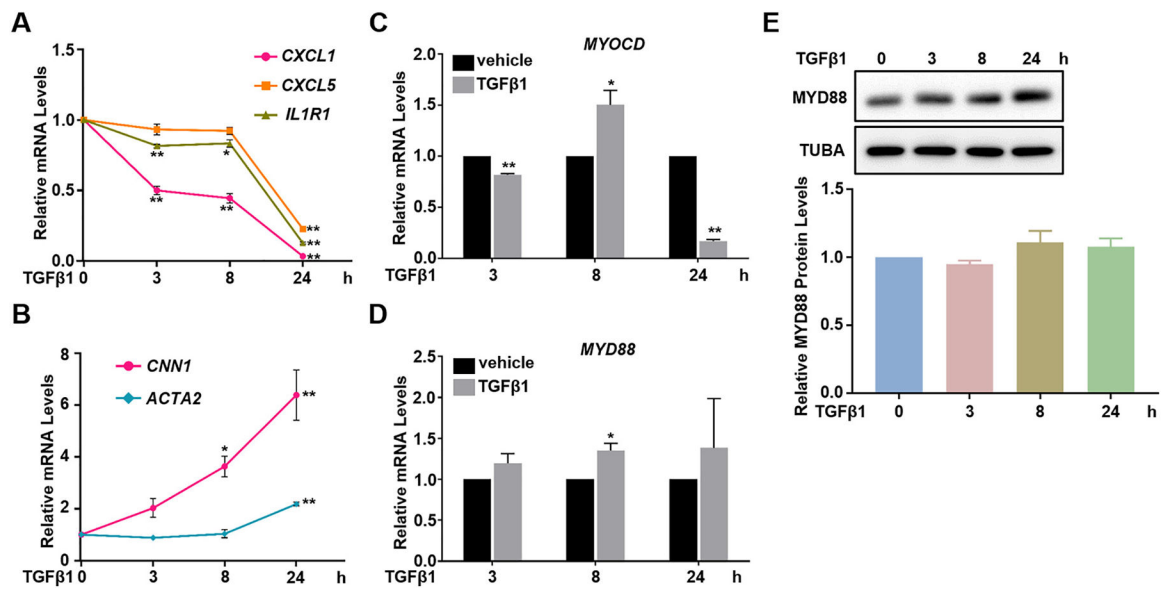 A
Relative mRNA Levels
1.5
1.0
0.5
0.0
CXCL1
CXCL5
IL1R1
**
*
**
**
**
**
**
TGFβ1 0 3 8 24 h
B
Relative mRNA Levels
8
6
4
2
0
CNN1
ACTA2
*
**
**
TGFβ1 0 3 8 24 h
C
MYOCD
Relative mRNA Levels
2.0
1.5
1.0
0.5
0.0
vehicle
TGFβ1
**
*
**
TGFβ1 3 8 24 h
D
MYD88
Relative mRNA Levels
2.0
1.5
1.0
0.5
0.0
vehicle
TGFβ1
*
TGFβ1 3 8 24 h
E
TGFβ1 0 3 8 24 h
MYD88
TUBA
Relative MYD88 Protein Levels
1.5
1.0
0.5
0.0
TGFβ1 0 3 8 24 h